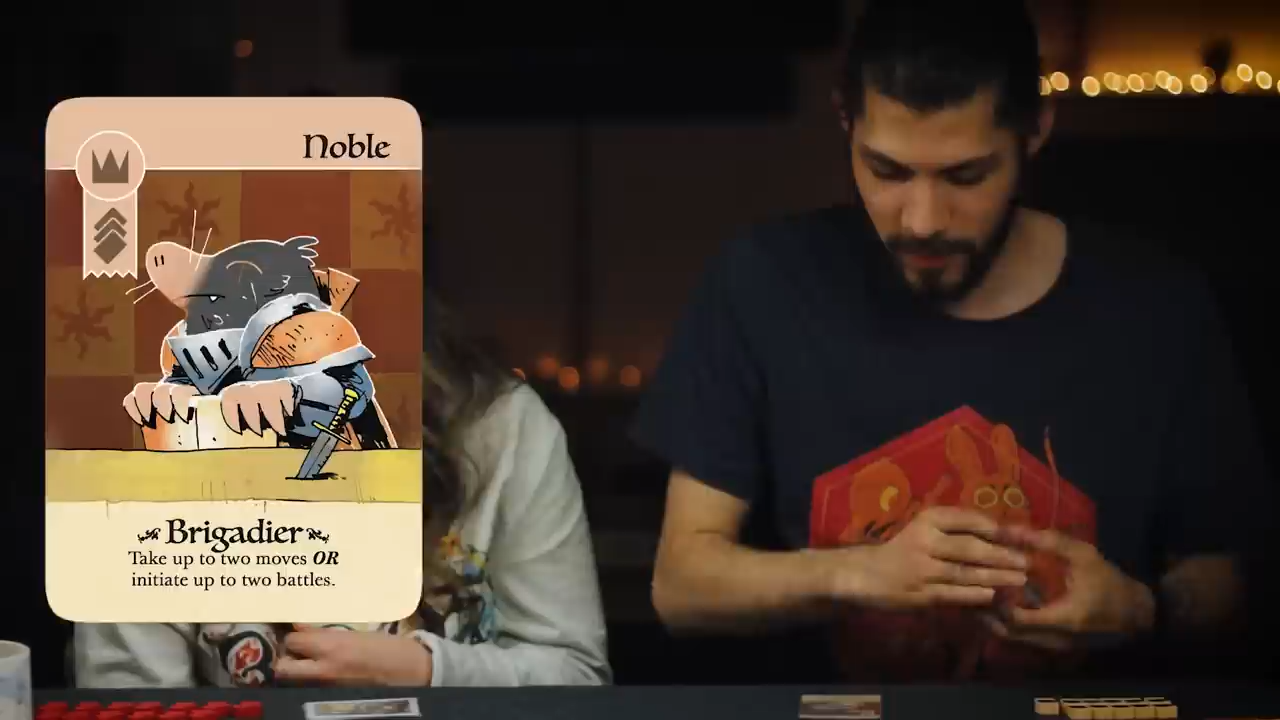 Noble
Brigadier
Take up to two moves OR
initiate up to two battles.